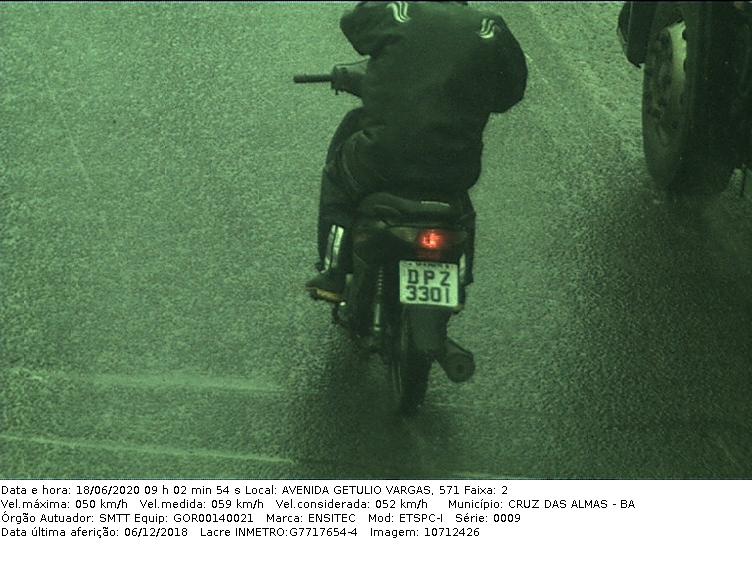 DPZ
3301
Data e hora: 18/06/2020 09 h 02 min 54 s Local: AVENIDA GETULIO VARGAS, 571 Faixa: 2
Vel.máxima: 050 km/h Vel.medida: 059 km/h Vel.considerada: 052 km/h Município: CRUZ DAS ALMAS - BA
Órgão Autuador: SMTT Equip: GOR00140021 Marca: ENSITEC Mod: ETSPC-I Série: 0009
Data última aferição: 06/12/2018 Lacre INMETRO:G7717654-4 Imagem: 10712426